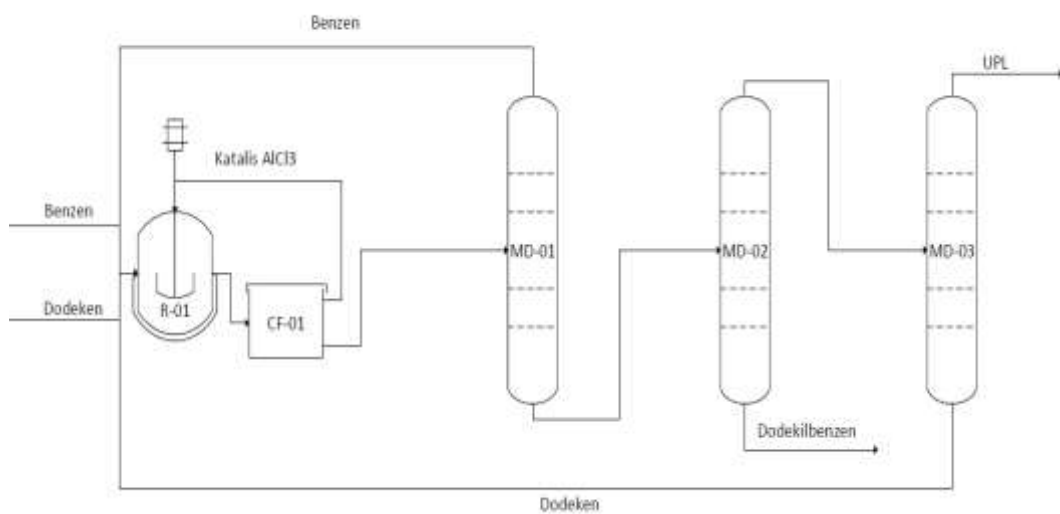 Benzen
UPL
Katalis AlCl3
Benzen
MD-01
MD-02
MD-03
Dodeken
R-01
CF-01
Dodekilbenzen
Dodeken